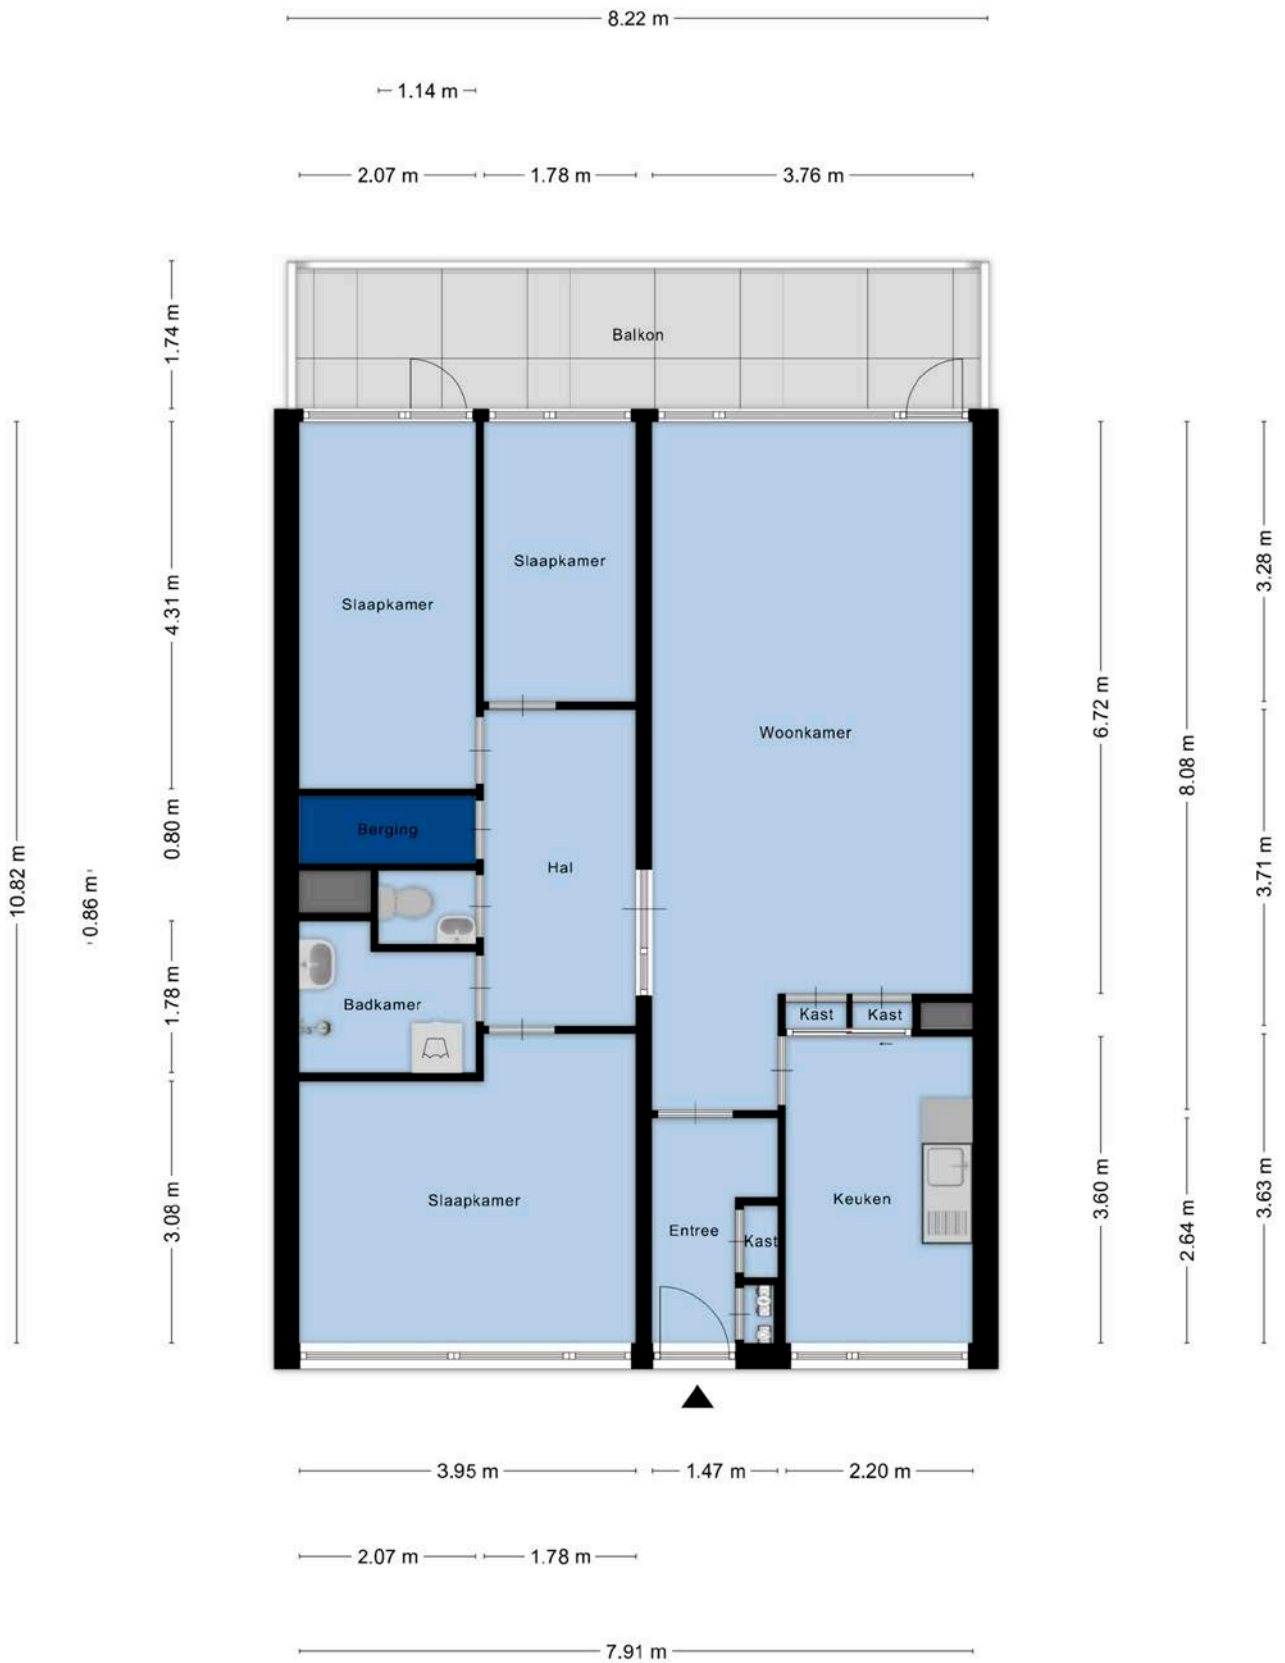 8.22 m
1.14 m
2.07 m
1.78 m
3.76 m
1.74 m
Balkon
10.82 m
0.86 m
4.31 m
0.80 m
1.78 m
3.08 m
Slaapkamer
Slaapkamer
Woonkamer
Berging
Hal
Badkamer
Kast
Kast
Slaapkamer
Entree
Kast
Keuken
6.72 m
3.60 m
8.08 m
2.64 m
3.28 m
3.71 m
3.63 m
3.95 m
1.47 m
2.20 m
2.07 m
1.78 m
7.91 m